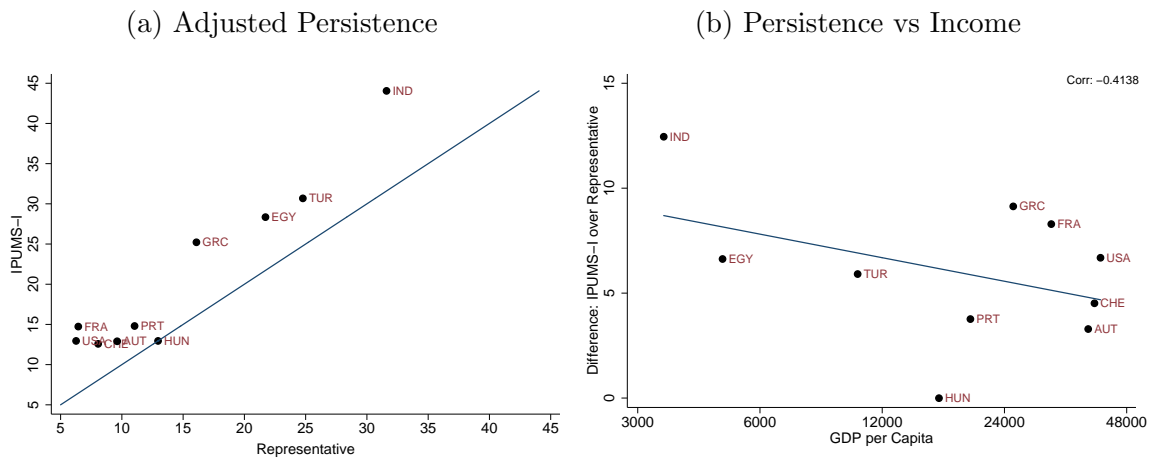 (a) Adjusted Persistence
45
40
35
30
25
20
15
10
5
IPUMS−I
IND
TUR
EGY
GRC
FRA
PRT
USA
CHE
AUT
HUN
5 10 15 20 25 30 35 40 45
Representative
(b) Persistence vs Income
Corr: −0.4138
15
10
5
0
Difference: IPUMS−I over Representative
IND
GRC
FRA
EGY
USA
TUR
CHE
PRT
AUT
HUN
3000 6000 12000 24000 48000
GDP per Capita